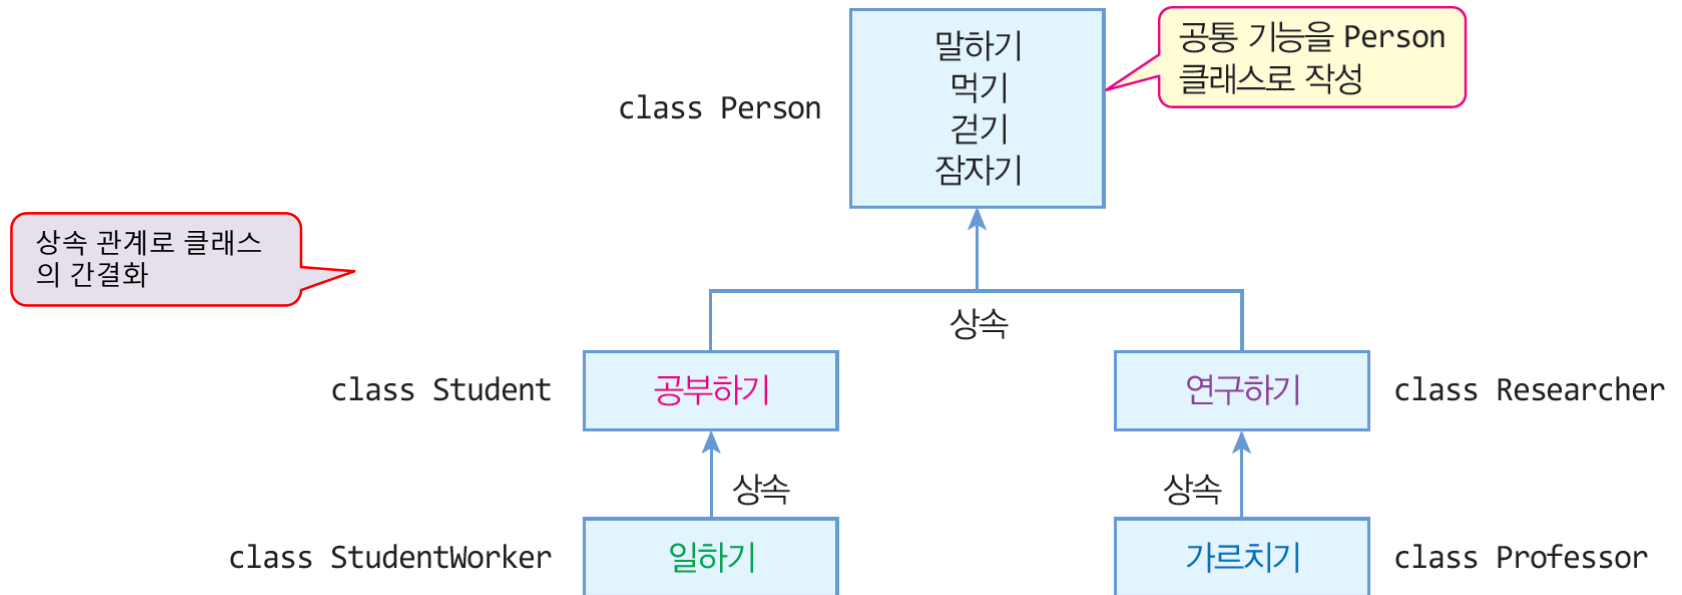 말하기
먹기
걷기
잠자기
class Person
공통 기능을 Person
클래스로 작성
상속 관계로 클래스
의 간결화
상속
class Student
공부하기
연구하기
class Researcher
상속
상속
class StudentWorker
일하기
가르치기
class Professor